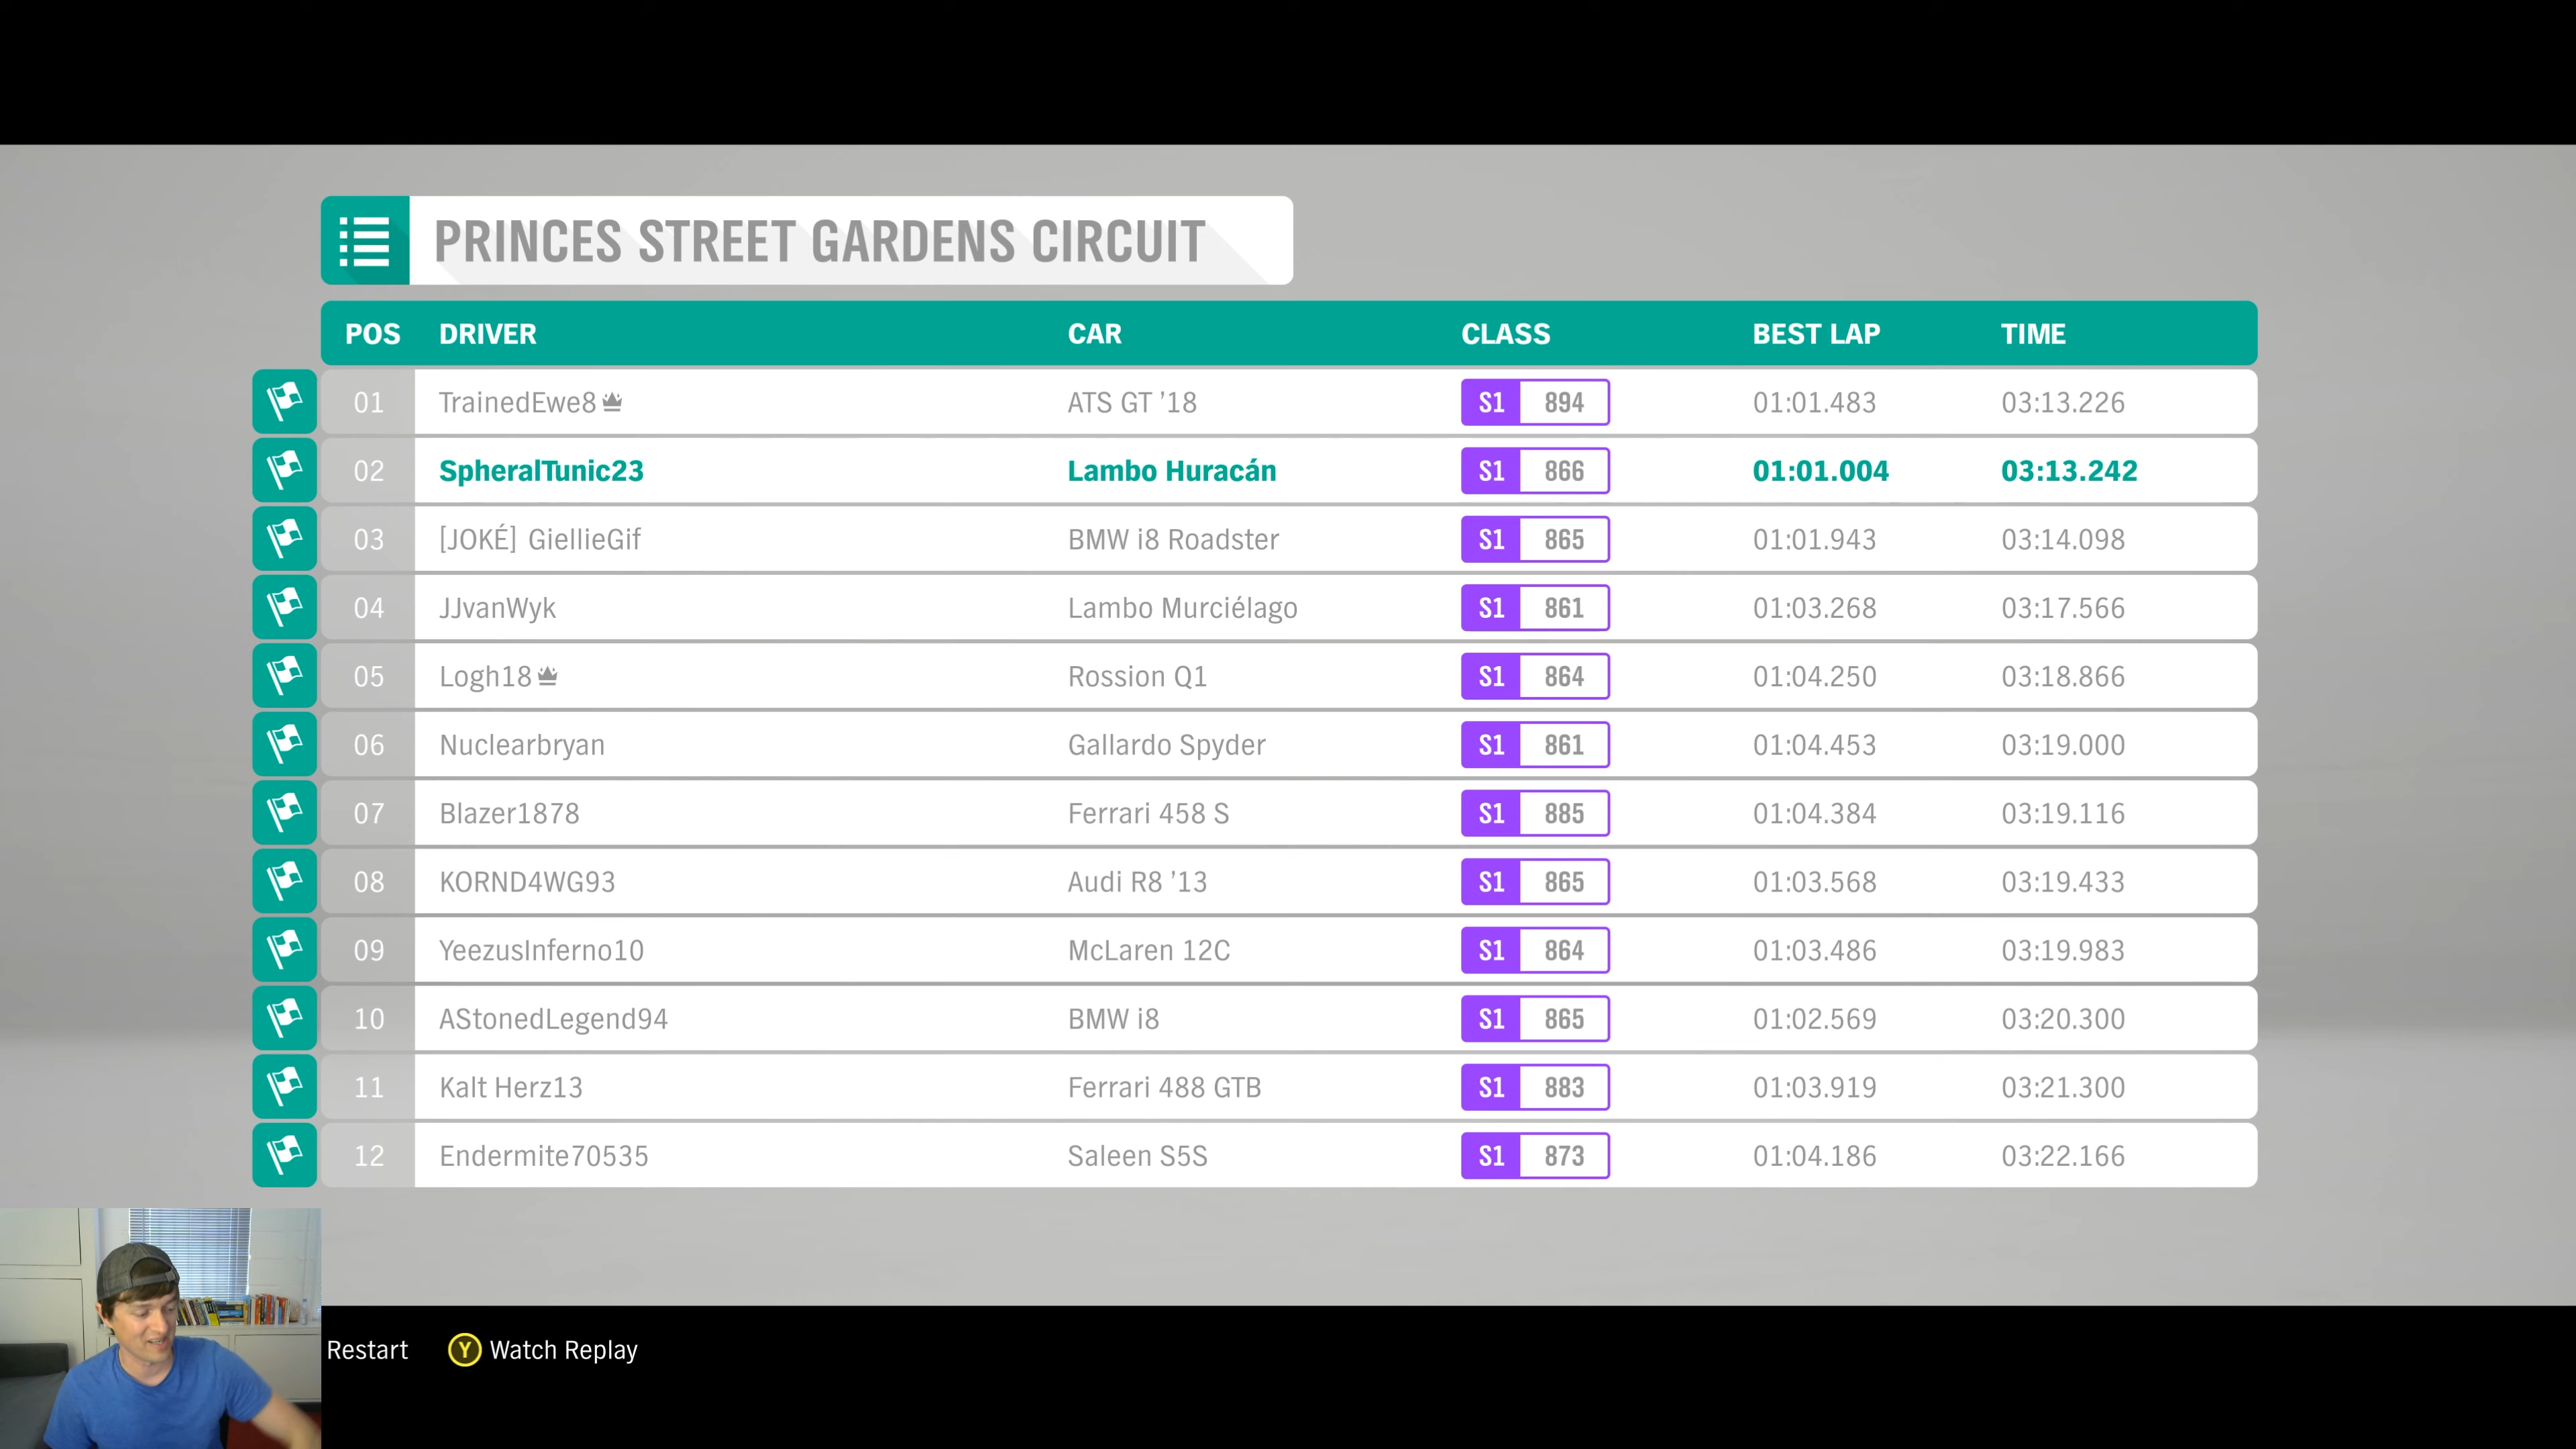 PRINCES STREET GARDENS CIRCUIT
POS DRIVER CAR CLASS BEST LAP TIME
01 TrainedEwe8 ATS GT ’18 S1 894 01:01.483 03:13.226
02 SpheralTunic23 Lambo Huracán S1 866 01:01.004 03:13.242
03 [JOKÉ] GiellieGif BMW i8 Roadster S1 865 01:01.943 03:14.098
04 JJvanWyk Lambo Murciélago S1 861 01:03.268 03:17.566
05 Logh18 Rossion Q1 S1 864 01:04.250 03:18.866
06 Nuclearbryan Gallardo Spyder S1 861 01:04.453 03:19.000
07 Blazer1878 Ferrari 458 S S1 885 01:04.384 03:19.116
08 KORND4WG93 Audi R8 ’13 S1 865 01:03.568 03:19.433
09 YeezusInferno10 McLaren 12C S1 864 01:03.486 03:19.983
10 AStonedLegend94 BMW i8 S1 865 01:02.569 03:20.300
11 Kalt Herz13 Ferrari 488 GTB S1 883 01:03.919 03:21.300
12 Endermite70535 Saleen S5S S1 873 01:04.186 03:22.166
Restart Y Watch Replay